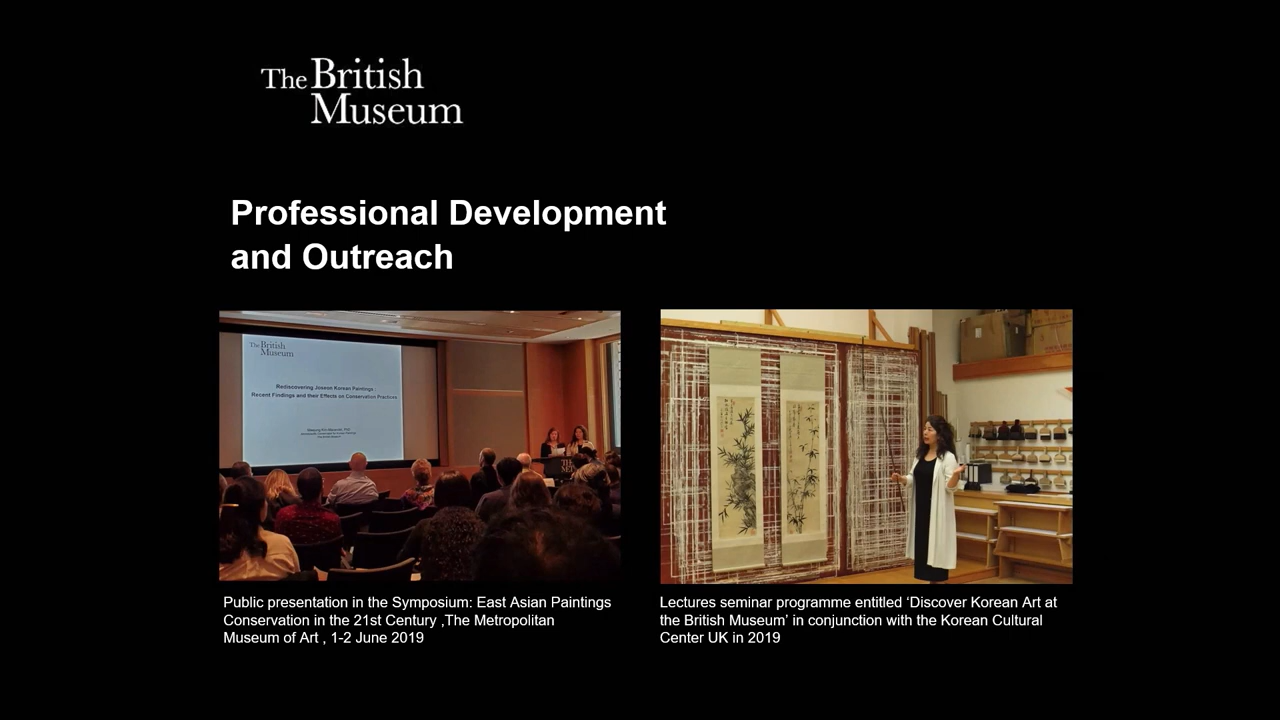 The British
Museum
Professional Development
and Outreach
The British
Museum
Rediscovering Joseon Korean Paintings :
Recent Findings and their Effects on Conservation Practices
THE
MET
Public presentation in the Symposium: East Asian Paintings
Conservation in the 21st Century ,The Metropolitan
Museum of Art , 1-2 June 2019
Lectures seminar programme entitled ‘Discover Korean Art at
the British Museum’ in conjunction with the Korean Cultural
Center UK in 2019